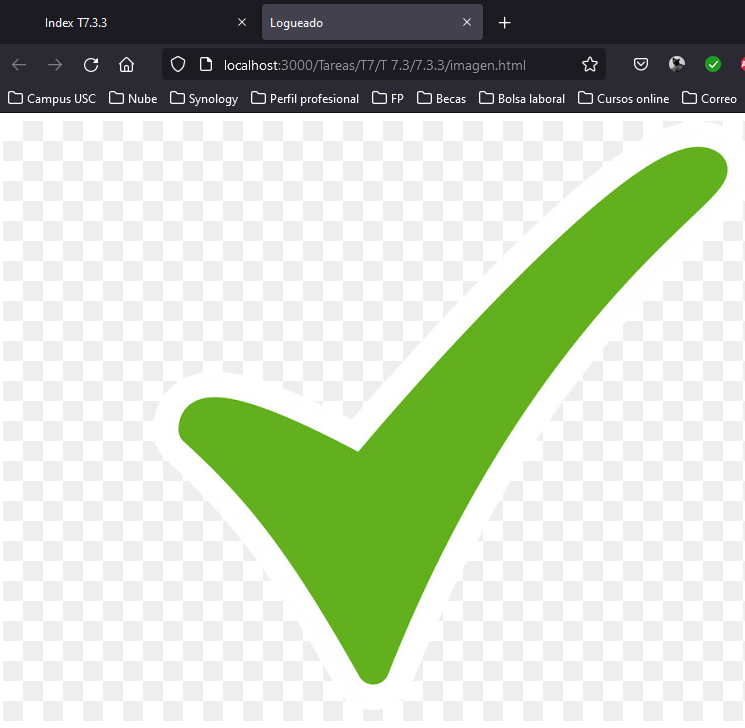 Index T7.3.3
Logueado
localhost:3000/Tareas/T7/T 7.3/7.3.3/imagen.html
Campus USC Nube Synology Perfil profesional FP Becas Bolsa laboral Cursos online Correo